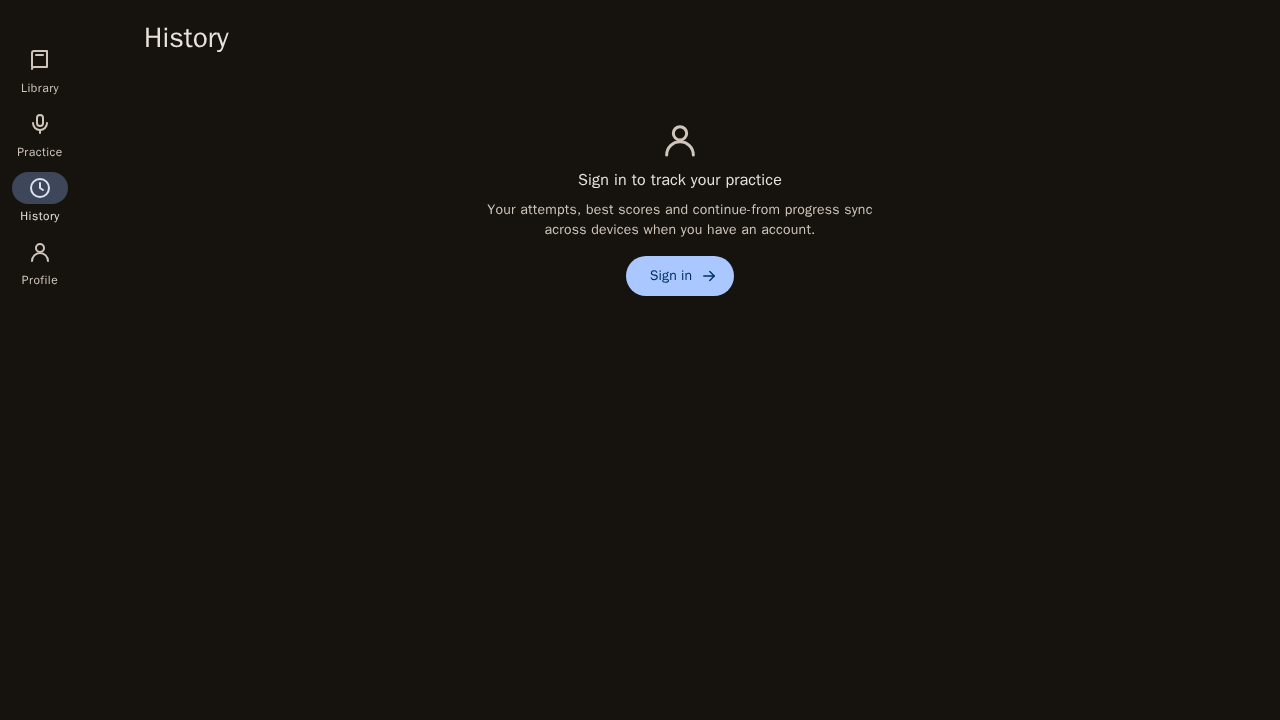 History
Library
Practice
History
Profile
Sign in to track your practice
Your attempts, best scores and continue-from progress sync
across devices when you have an account.
Sign in